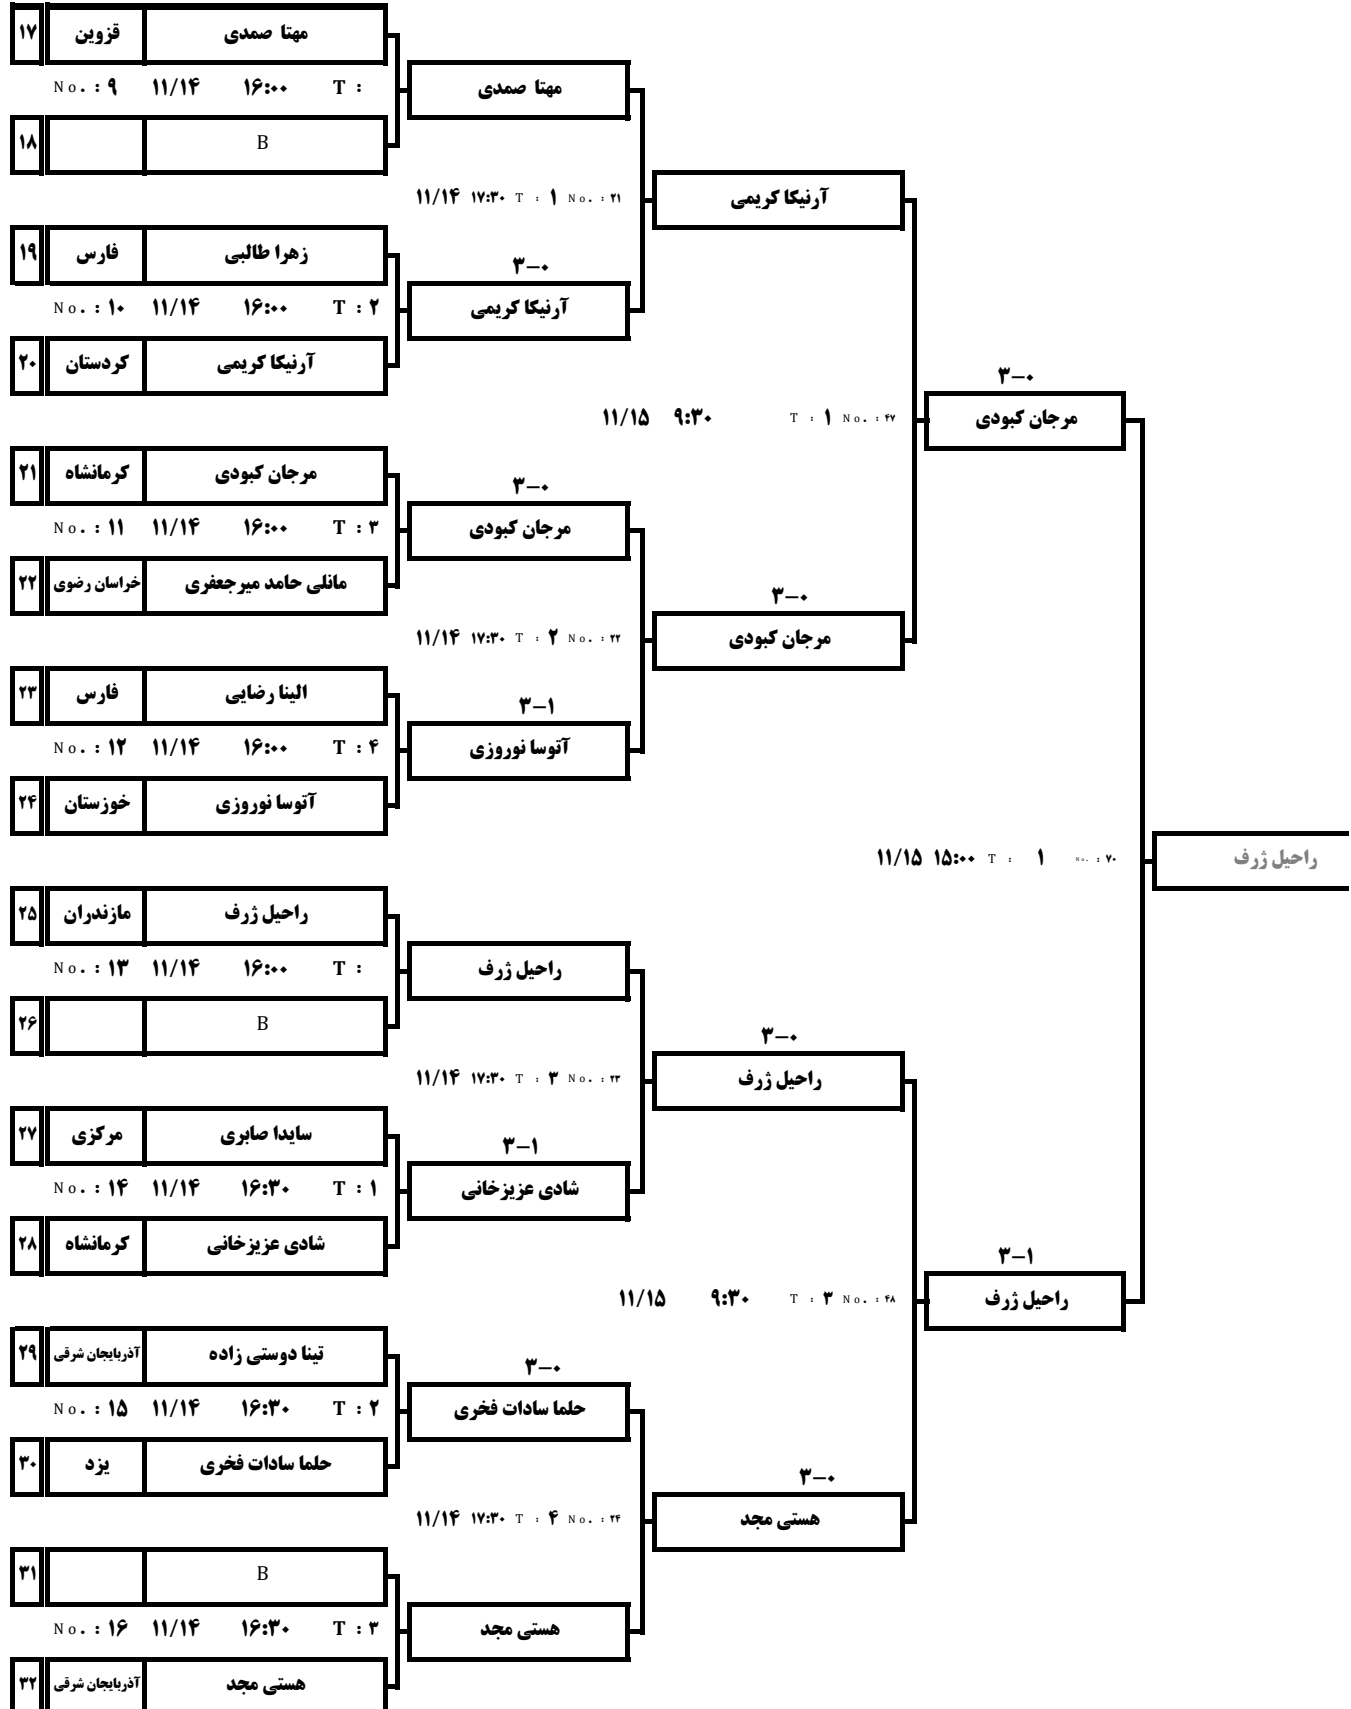 ۱۷ قزوین مهتا صمدی
No. : ۹ ۱۱/۱۴ ۱۶:۰۰ T :
مهتا صمدی
۱۸ B
۱۱/۱۴ ۱۷:۳۰ T : ۱ No. : ۲۱
آرنیکا کریمی
۱۹ فارس زهرا طالبی
۳-۰
No. : ۱۰ ۱۱/۱۴ ۱۶:۰۰ T : ۲
آرنیکا کریمی
۲۰ کردستان آرنیکا کریمی
۳-۰
۱۱/۱۵ ۹:۳۰ T : ۱ No. : ۴۷
مرجان کبودی
۲۱ کرمانشاه مرجان کبودی
۳-۰
No. : ۱۱ ۱۱/۱۴ ۱۶:۰۰ T : ۳
مرجان کبودی
۲۲ خراسان رضوی مانلی حامد میرجعفری
۳-۰
۱۱/۱۴ ۱۷:۳۰ T : ۲ No. : ۲۲
مرجان کبودی
۲۳ فارس الینا رضایی
۳-۱
No. : ۱۲ ۱۱/۱۴ ۱۶:۰۰ T : ۴
آتوسا نوروزی
۲۴ خوزستان آتوسا نوروزی
۱۱/۱۵ ۱۵:۰۰ T : ۱ No. : ۷۰
راحیل ژرف
۲۵ مازندران راحیل ژرف
No. : ۱۳ ۱۱/۱۴ ۱۶:۰۰ T :
راحیل ژرف
۲۶ B
۳-۰
۱۱/۱۴ ۱۷:۳۰ T : ۳ No. : ۲۳
راحیل ژرف
۲۷ مرکزی سایدا صابری
۳-۱
No. : ۱۴ ۱۱/۱۴ ۱۶:۳۰ T : ۱
شادی عزیزخانی
۲۸ کرمانشاه شادی عزیزخانی
۳-۱
۱۱/۱۵ ۹:۳۰ T : ۳ No. : ۴۸
راحیل ژرف
۲۹ آذربایجان شرقی تینا دوستی زاده
۳-۰
No. : ۱۵ ۱۱/۱۴ ۱۶:۳۰ T : ۲
حلما سادات فخری
۳۰ یزد حلما سادات فخری
۳-۰
۱۱/۱۴ ۱۷:۳۰ T : ۴ No. : ۲۴
هستی مجد
۳۱ B
No. : ۱۶ ۱۱/۱۴ ۱۶:۳۰ T : ۳
هستی مجد
۳۲ آذربایجان شرقی هستی مجد